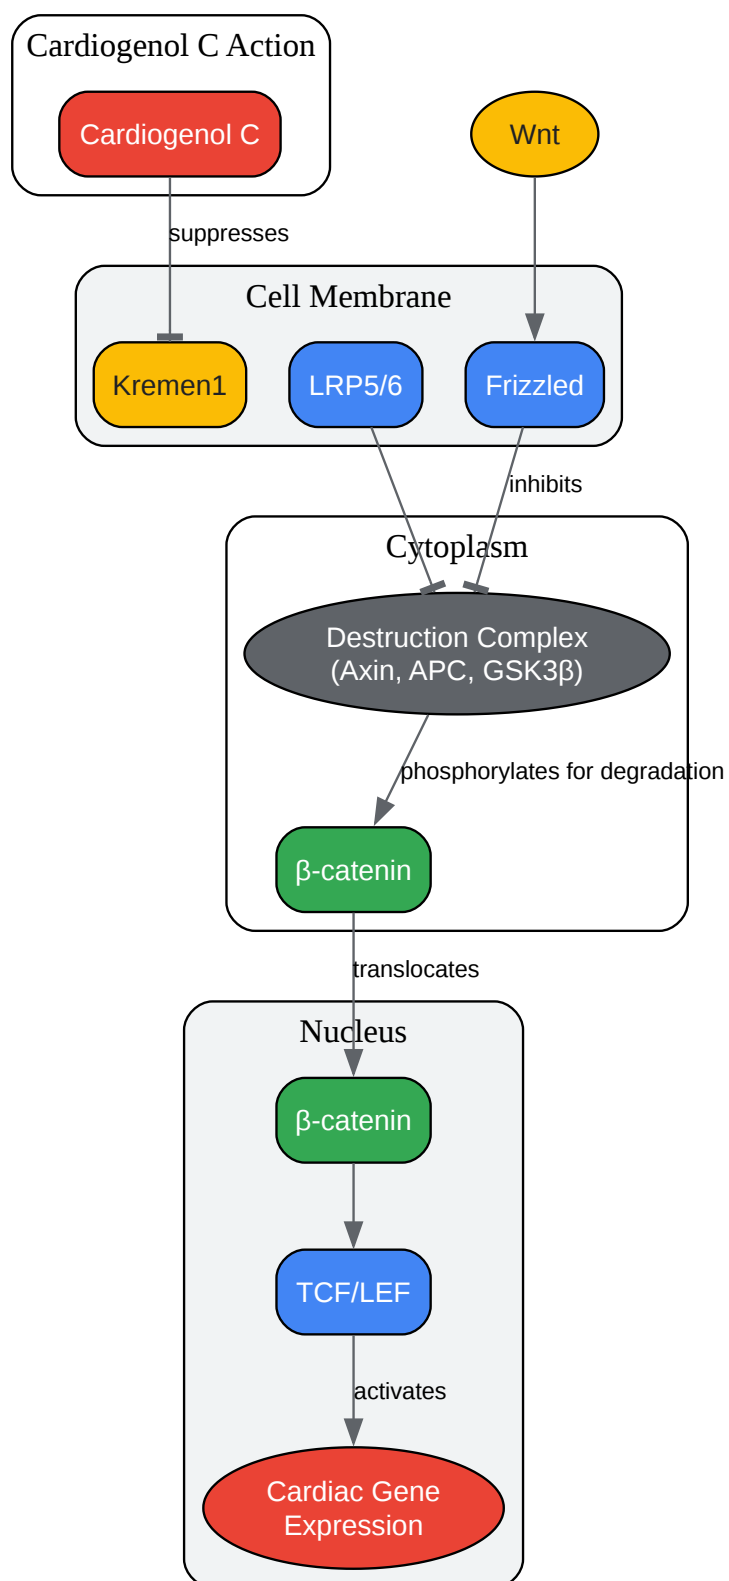 Cardiogenol C Action
Cardiogenol C
Wnt
suppresses
Cell Membrane
Kremen1
LRP5/6
Frizzled
inhibits
Cytoplasm
Destruction Complex
(Axin, APC, GSK3β)
phosphorylates for degradation
β-catenin
translocates
Nucleus
β-catenin
TCF/LEF
activates
Cardiac Gene
Expression